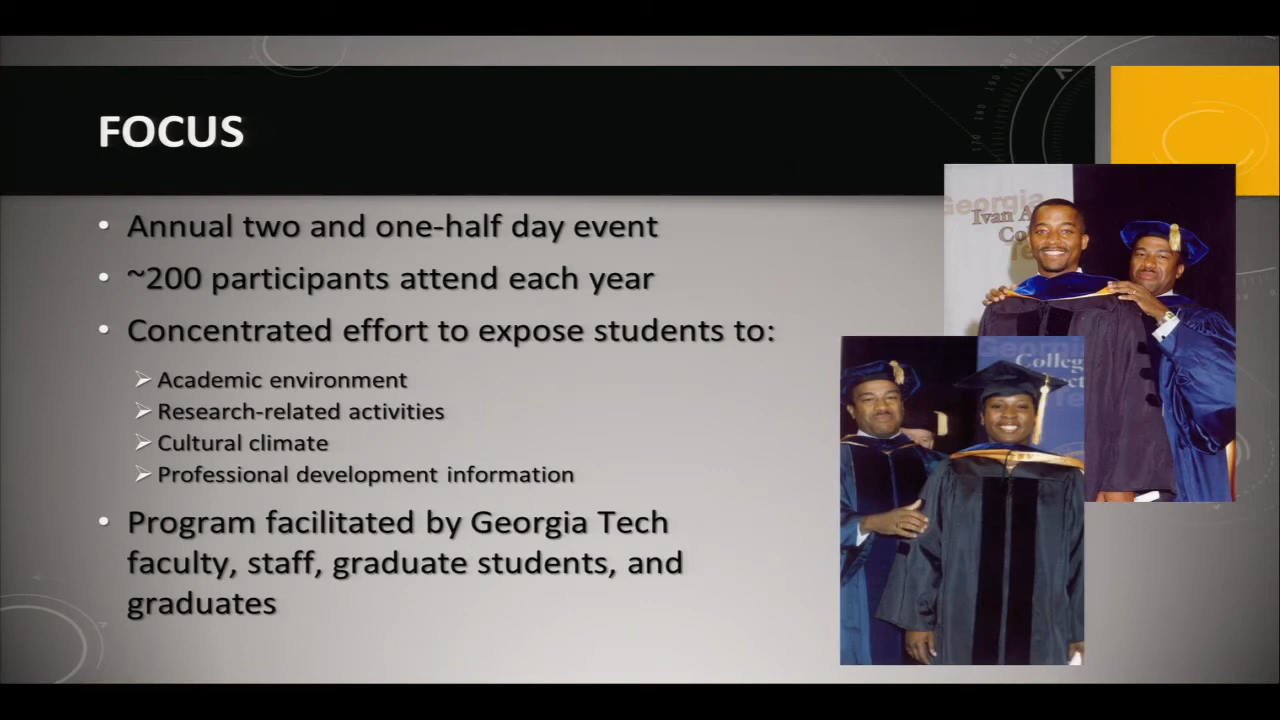 FOCUS
• Annual two and one-half day event
• ~200 participants attend each year
• Concentrated effort to expose students to:
➢ Academic environment
➢ Research-related activities
➢ Cultural climate
➢ Professional development information
• Program facilitated by Georgia Tech
faculty, staff, graduate students, and
graduates
Georgia
Ivan